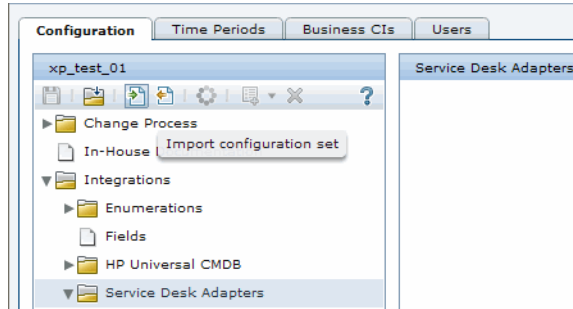 Configuration Time Periods Business CIs Users
xp_test_01 Service Desk Adapters
?
Change Process
In-House
Import configuration set
Integrations
Enumerations
Fields
HP Universal CMDB
Service Desk Adapters